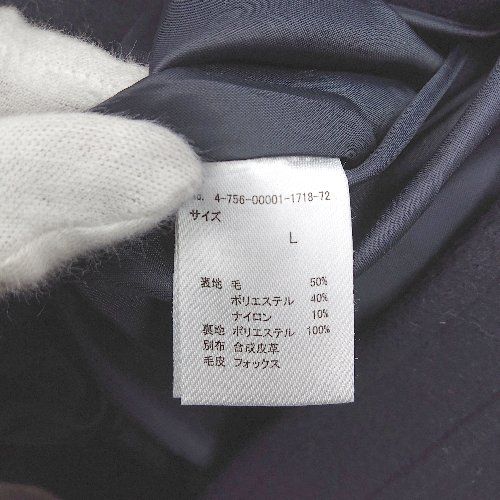 No. 4-756-00001-1718-72
サイズ
L
表地 毛 50%
ポリエステル 40%
ナイロン 10%
裏地 ポリエステル 100%
別布 合成皮革
毛皮 フォックス